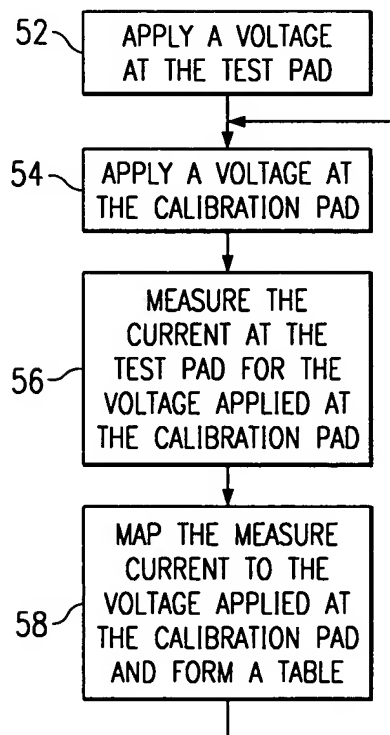 52
APPLY A VOLTAGE
AT THE TEST PAD
54
APPLY A VOLTAGE AT
THE CALIBRATION PAD
56
MEASURE THE
CURRENT AT THE
TEST PAD FOR THE
VOLTAGE APPLIED AT
THE CALIBRATION PAD
58
MAP THE MEASURE
CURRENT TO THE
VOLTAGE APPLIED AT
THE CALIBRATION PAD
AND FORM A TABLE